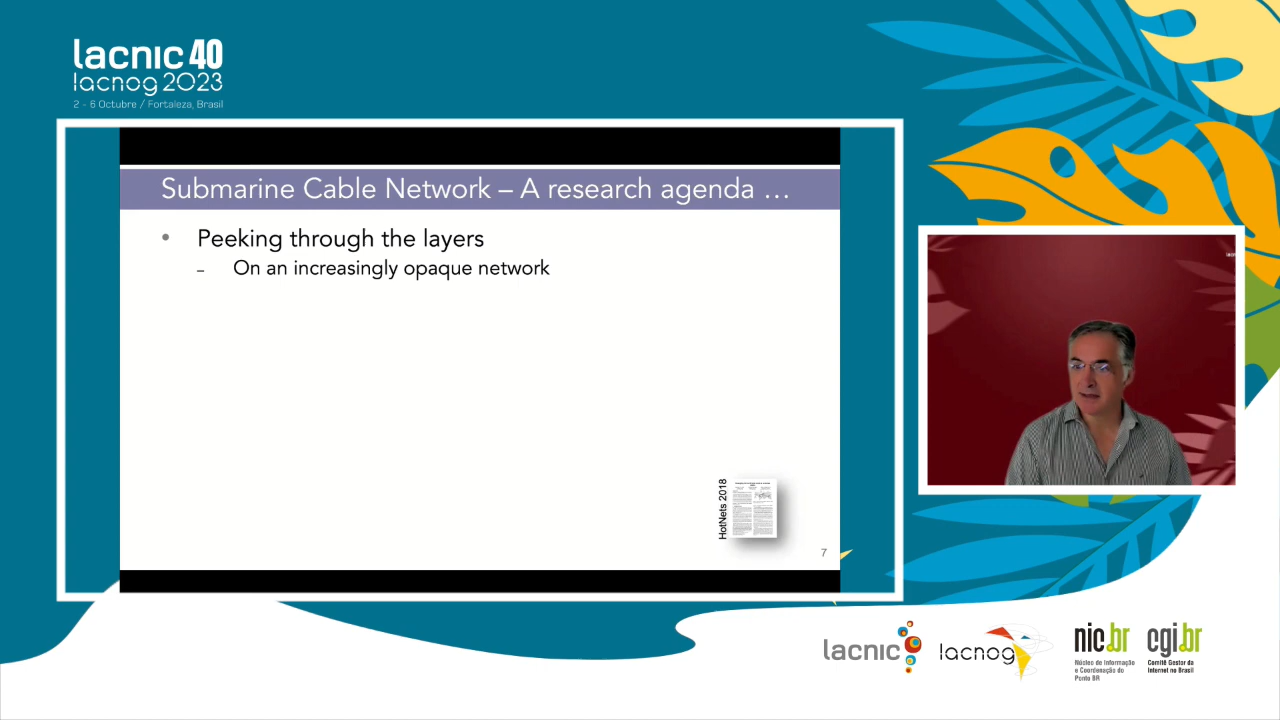 lacnic 40
lacnog 2023
2 - 6 Octubre / Fortaleza, Brasil
Submarine Cable Network – A research agenda …
• Peeking through the layers
– On an increasingly opaque network
HotNets 2018
7
lacnic
lacnog
nic.br
Núcleo de Informação
e Coordenação do
Ponto BR
cgi.br
Comitê Gestor da
Internet no Brasil